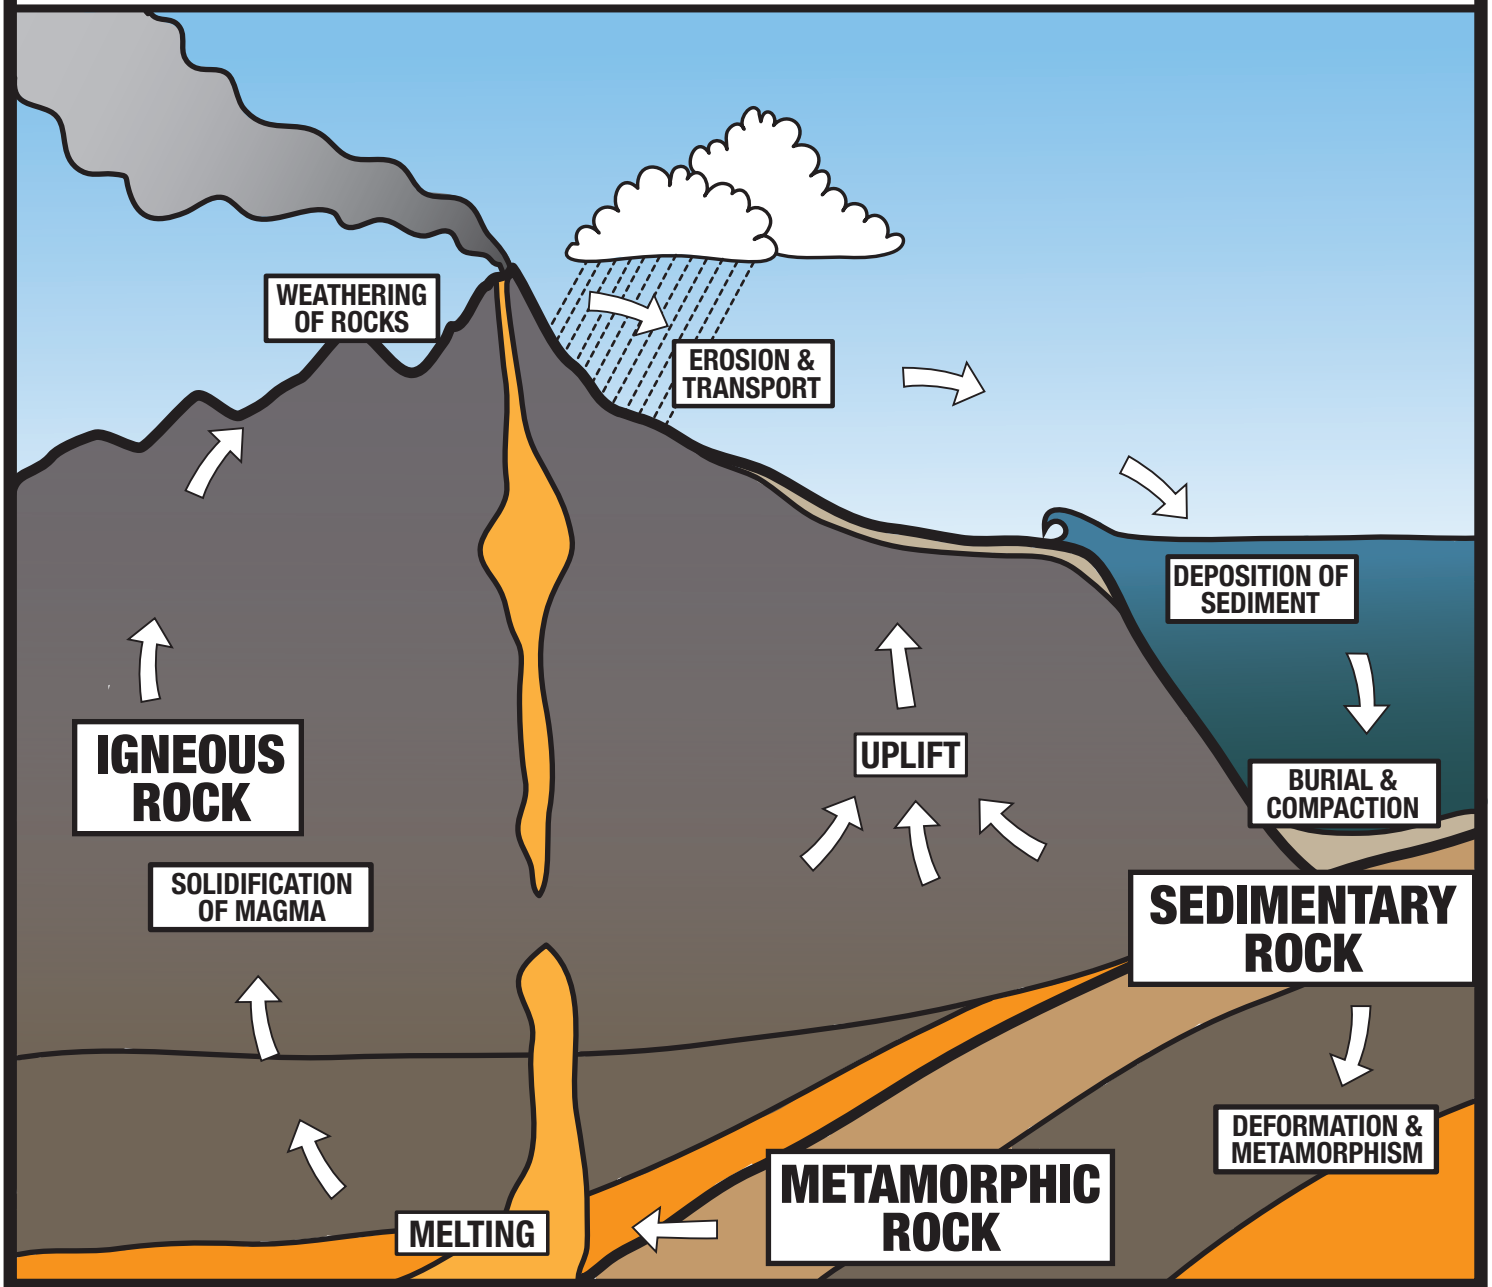 WEATHERING
OF ROCKS
EROSION &
TRANSPORT
DEPOSITION OF
SEDIMENT
IGNEOUS
ROCK
UPLIFT
BURIAL &
COMPACTION
SOLIDIFICATION
OF MAGMA
SEDIMENTARY
ROCK
DEFORMATION &
METAMORPHISM
METAMORPHIC
ROCK
MELTING